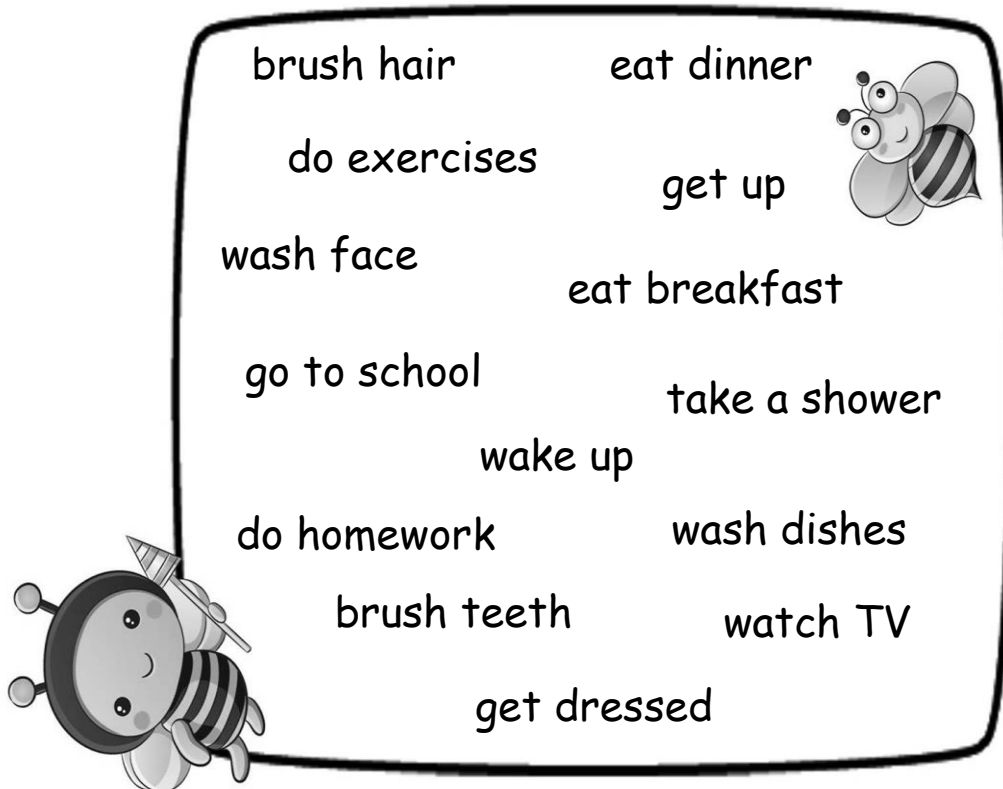 brush hair
eat dinner
do exercises
get up
wash face
eat breakfast
go to school
take a shower
wake up
do homework
wash dishes
brush teeth
watch TV
get dressed